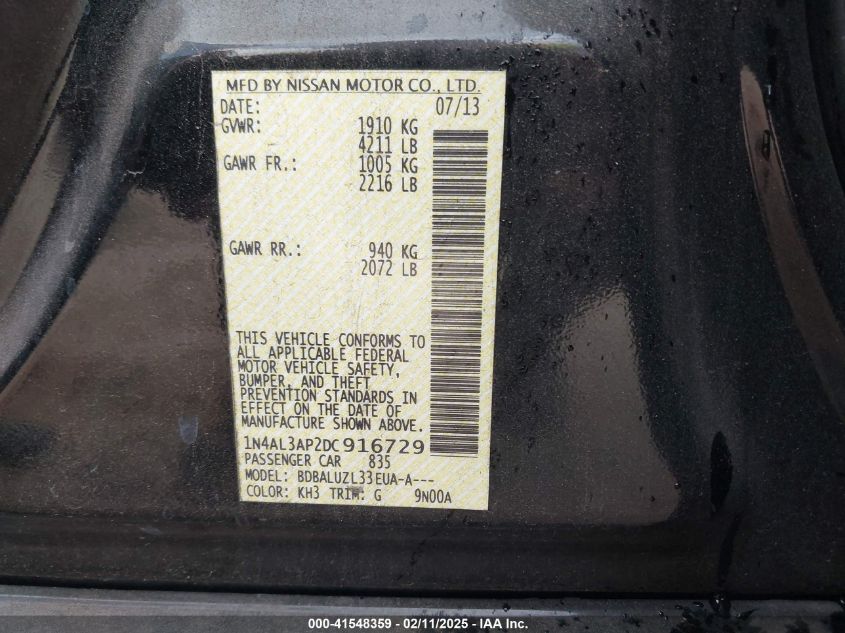 MFD BY NISSAN MOTOR CO., LTD.
DATE: 07/13
GVWR: 1910 KG
4211 LB
GAWR FR.: 1005 KG
2216 LB
GAWR RR.: 940 KG
2072 LB
THIS VEHICLE CONFORMS TO
ALL APPLICABLE FEDERAL
MOTOR VEHICLE SAFETY,
BUMPER, AND THEFT
PREVENTION STANDARDS IN
EFFECT ON THE DATE OF
MANUFACTURE SHOWN ABOVE.
1N4AL3AP2DC916729
PASSENGER CAR 835
MODEL: BDBALUZL33EUA-A---
COLOR: KH3 TRIM: G 9N00A
000-41548359 - 02/11/2025 - IAA Inc.